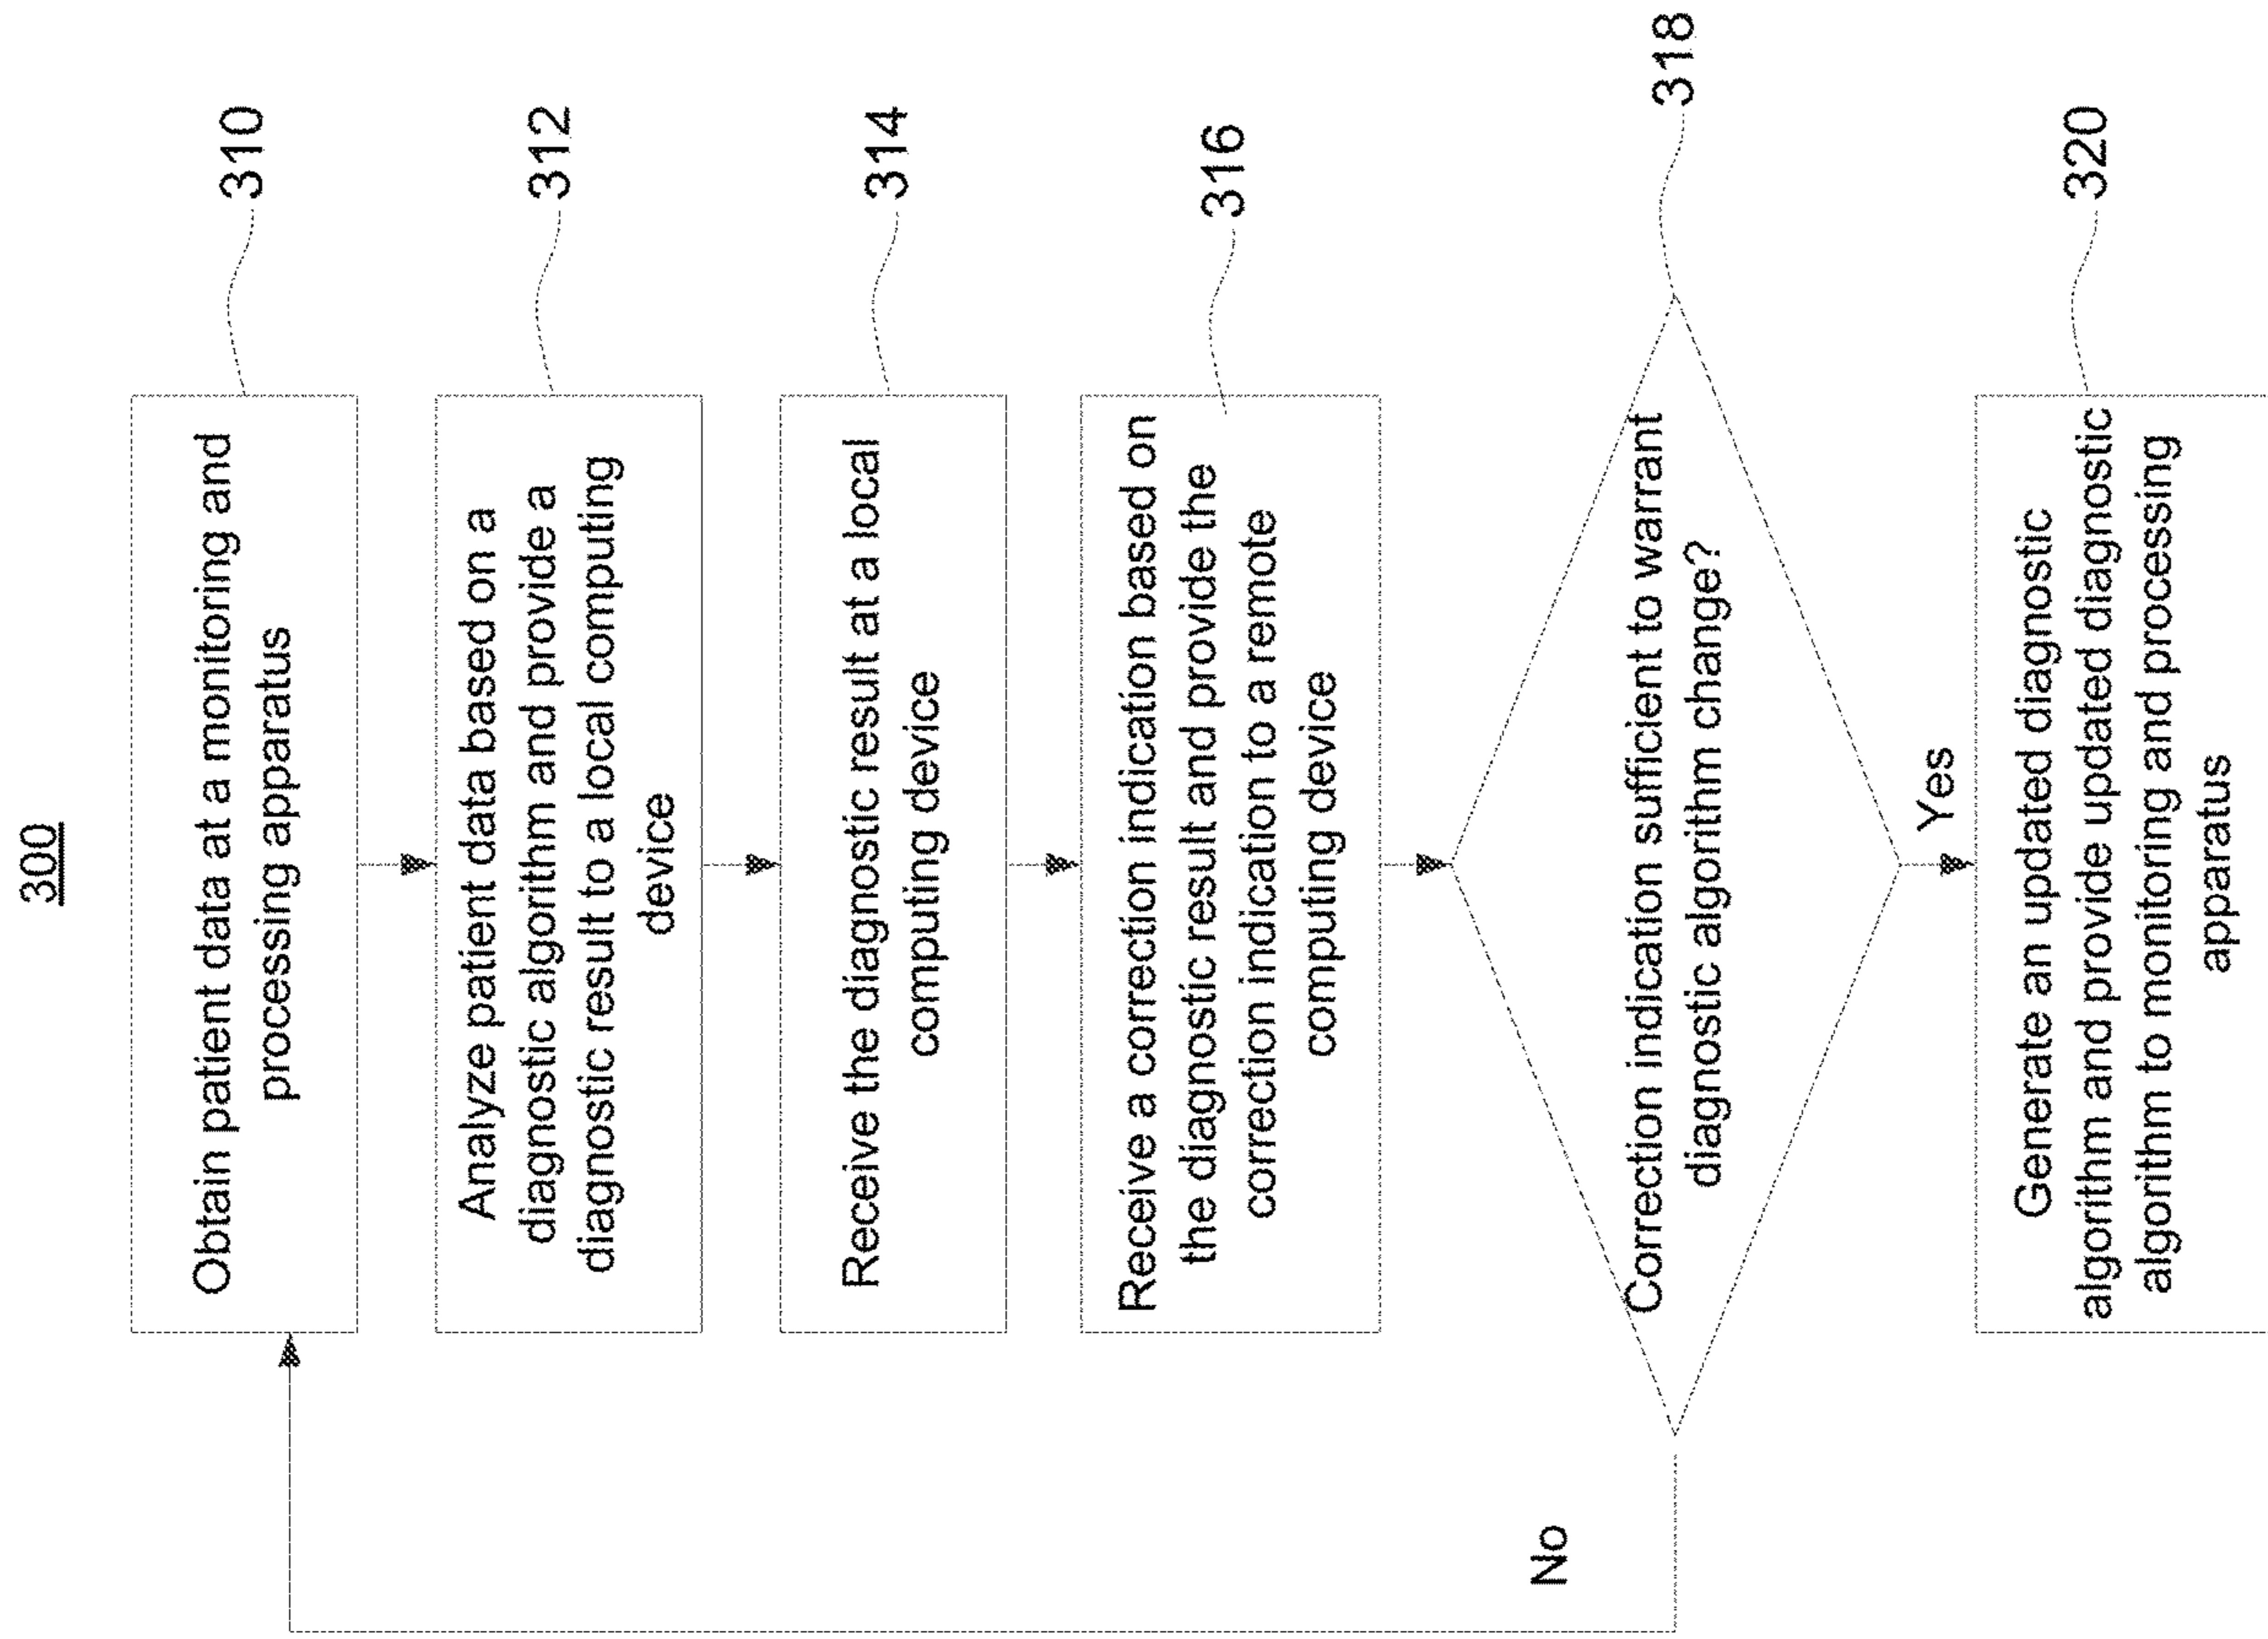 300
Obtain patient data at a monitoring and
processing apparatus
310
Analyze patient data based on a
diagnostic algorithm and provide a
diagnostic result to a local computing
device
312
Receive the diagnostic result at a local
computing device
314
Receive a correction indication based on
the diagnostic result and provide the
correction indication to a remote
computing device
316
Correction indication sufficient to warrant
diagnostic algorithm change?
318
No
Yes
Generate an updated diagnostic
algorithm and provide updated diagnostic
algorithm to monitoring and processing
apparatus
320